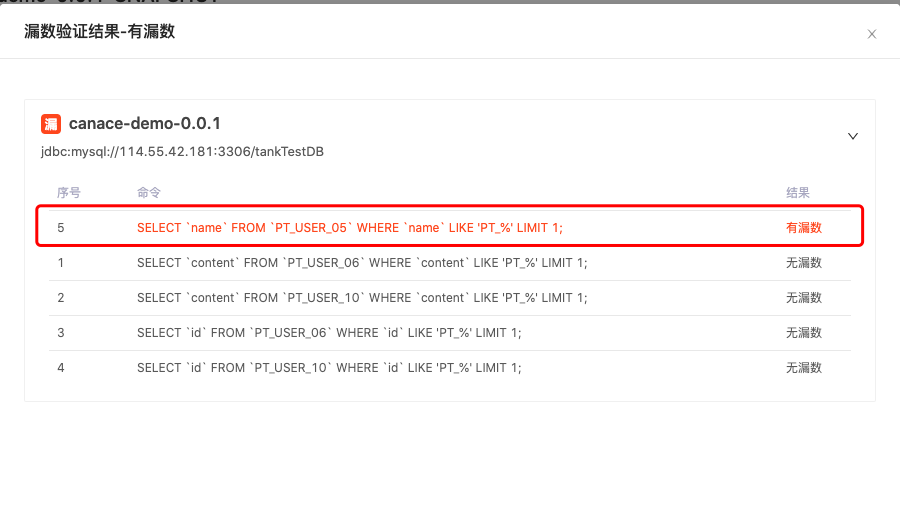 漏数验证结果-有漏数
漏 canace-demo-0.0.1
jdbc:mysql://114.55.42.181:3306/tankTestDB
序号 命令 结果
5 SELECT `name` FROM `PT_USER_05` WHERE `name` LIKE 'PT_%' LIMIT 1; 有漏数
1 SELECT `content` FROM `PT_USER_06` WHERE `content` LIKE 'PT_%' LIMIT 1; 无漏数
2 SELECT `content` FROM `PT_USER_10` WHERE `content` LIKE 'PT_%' LIMIT 1; 无漏数
3 SELECT `id` FROM `PT_USER_06` WHERE `id` LIKE 'PT_%' LIMIT 1; 无漏数
4 SELECT `id` FROM `PT_USER_10` WHERE `id` LIKE 'PT_%' LIMIT 1; 无漏数